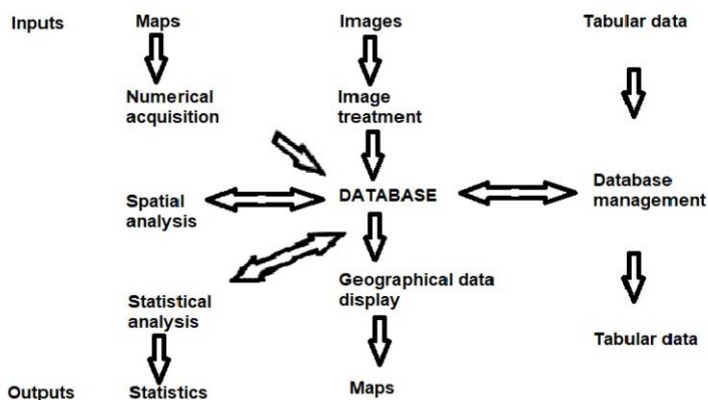 Inputs
Maps
Images
Tabular data
Numerical
acquisition
Image
treatment
Spatial
analysis
DATABASE
Database
management
Geographical data
display
Statistical
analysis
Tabular data
Outputs
Statistics
Maps